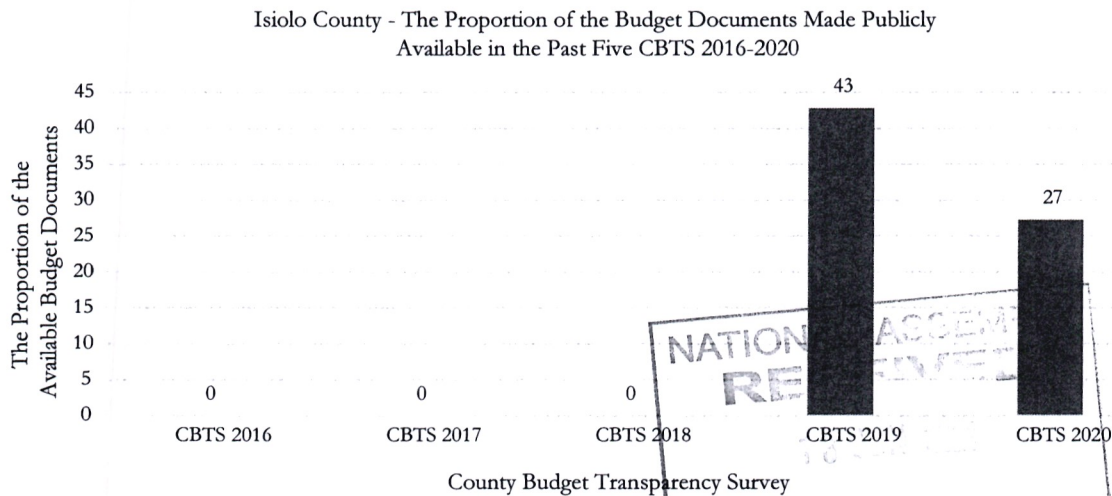 Isiolo County - The Proportion of the Budget Documents Made Publicly
Available in the Past Five CBTS 2016-2020
The Proportion of the
Available Budget Documents
45
40
35
30
25
20
15
10
5
0
0
0
0
43
27
CBTS 2016
CBTS 2017
CBTS 2018
CBTS 2019
CBTS 2020
County Budget Transparency Survey